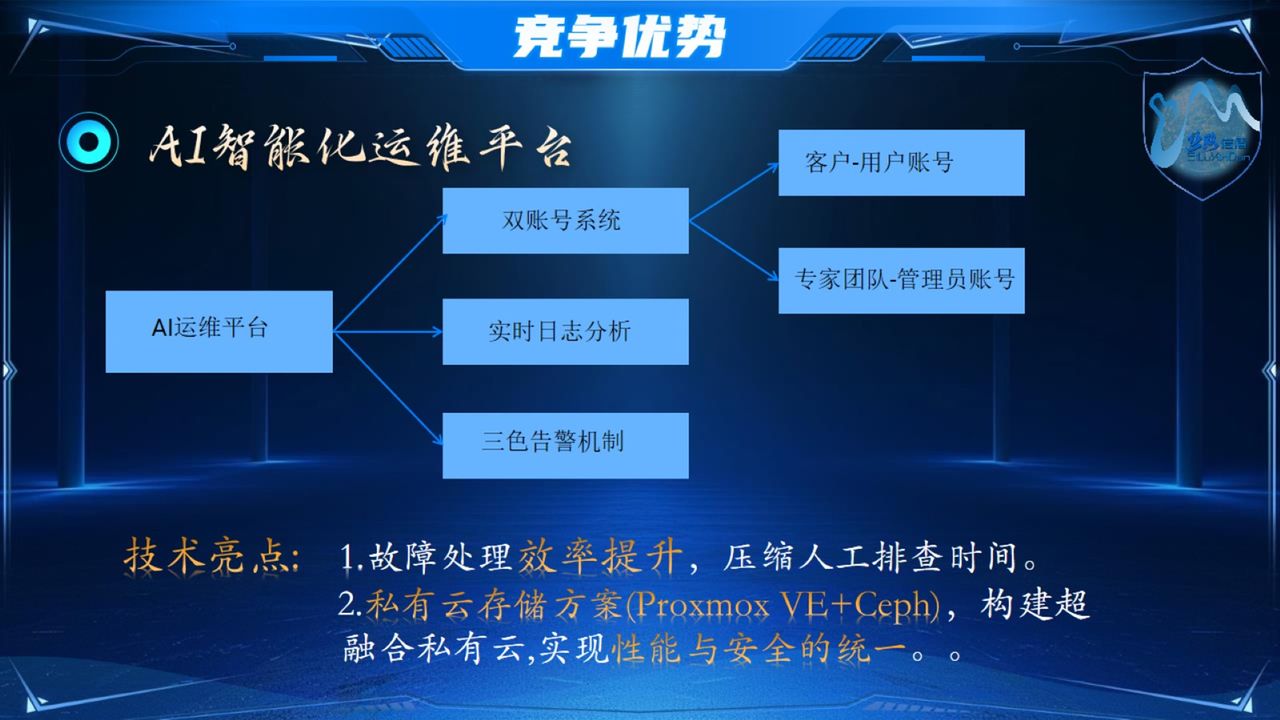 竞争优势
AI智能化运维平台
客户-用户账号
双账号系统
专家团队-管理员账号
AI运维平台
实时日志分析
三色告警机制
技术亮点: 1.故障处理效率提升，压缩人工排查时间。
2.私有云存储方案(Proxmox VE+Ceph)，构建超
融合私有云,实现性能与安全的统一。。